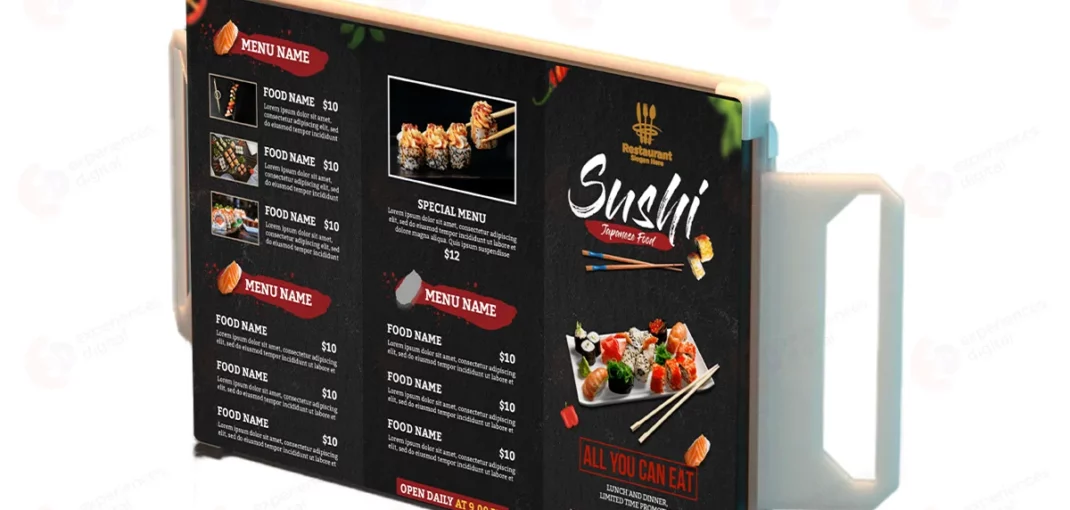 MENU NAME
FOOD NAME $10
Lorem ipsum dolor sit amet,
consectetur adipiscing elit, sed
do eiusmod tempor incididunt
FOOD NAME $10
Lorem ipsum dolor sit amet,
consectetur adipiscing elit, sed
do eiusmod tempor incididunt
FOOD NAME $10
Lorem ipsum dolor sit amet,
consectetur adipiscing elit, sed
do eiusmod tempor incididunt
MENU NAME
FOOD NAME
$10
Lorem ipsum dolor sit amet, consectetur adipiscing
elit, sed do eiusmod tempor incididunt ut labore et
FOOD NAME
$10
Lorem ipsum dolor sit amet, consectetur adipiscing
elit, sed do eiusmod tempor incididunt ut labore et
FOOD NAME
$10
Lorem ipsum dolor sit amet, consectetur adipiscing
elit, sed do eiusmod tempor incididunt ut labore et
SPECIAL MENU
Lorem ipsum dolor sit amet, consectetur adipiscing
elit, sed do eiusmod tempor incididunt ut labore et
dolore magna aliqua. Quis ipsum suspendisse
$12
MENU NAME
FOOD NAME
$10
Lorem ipsum dolor sit amet, consectetur adipiscing
elit, sed do eiusmod tempor incididunt ut labore et
FOOD NAME
$10
Lorem ipsum dolor sit amet, consectetur adipiscing
elit, sed do eiusmod tempor incididunt ut labore et
FOOD NAME
$10
Lorem ipsum dolor sit amet, consectetur adipiscing
elit, sed do eiusmod tempor incididunt ut labore et
OPEN DAILY AT 9.00
Restaurant
Slogan Here
Sushi
Japanese Food
ALL YOU CAN EAT
LUNCH AND DINNER,
LIMITED TIME
experiences
digital